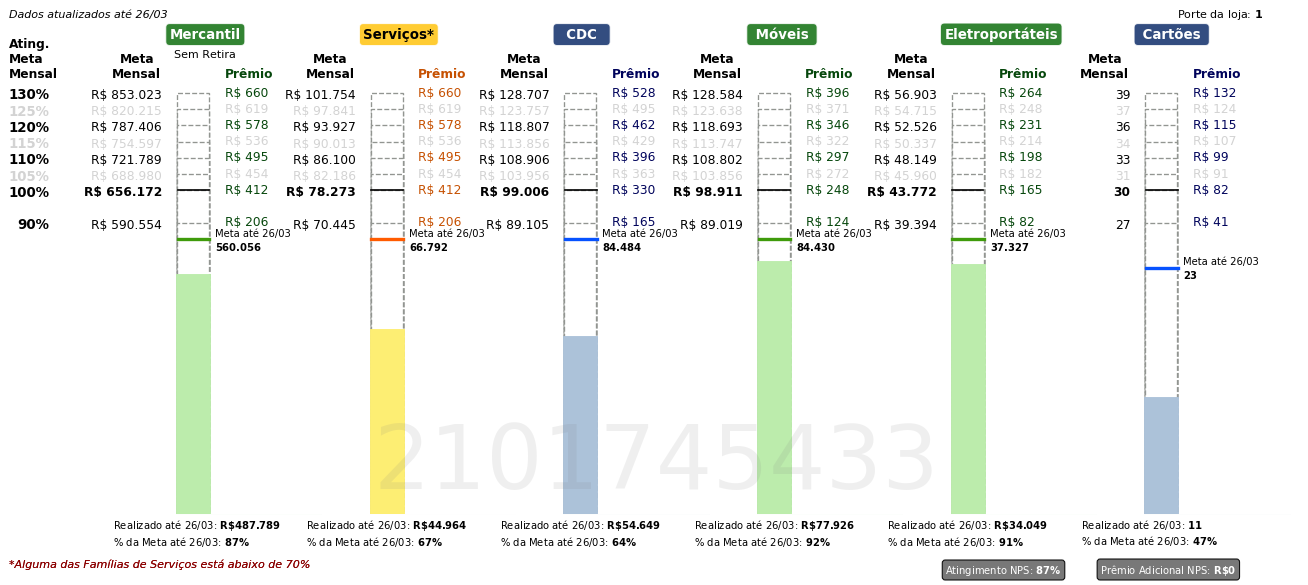 Dados atualizados até 26/03
Porte da loja: 1
Mercantil Serviços* CDC Móveis Eletroportáteis Cartões
Sem Retira
Ating. Meta Mensal
Meta Mensal Prêmio Meta Mensal Prêmio Meta Mensal Prêmio Meta Mensal Prêmio Meta Mensal Prêmio Meta Mensal Prêmio
130% R$ 853.023 R$ 660 R$ 101.754 R$ 660 R$ 128.707 R$ 528 R$ 128.584 R$ 396 R$ 56.903 R$ 264 39 R$ 132
125% R$ 820.215 R$ 619 R$ 97.841 R$ 619 R$ 123.757 R$ 495 R$ 123.638 R$ 371 R$ 54.715 R$ 248 37 R$ 124
120% R$ 787.406 R$ 578 R$ 93.927 R$ 578 R$ 118.807 R$ 462 R$ 118.693 R$ 346 R$ 52.526 R$ 231 36 R$ 115
115% R$ 754.597 R$ 536 R$ 90.013 R$ 536 R$ 113.856 R$ 429 R$ 113.747 R$ 322 R$ 50.337 R$ 214 34 R$ 107
110% R$ 721.789 R$ 495 R$ 86.100 R$ 495 R$ 108.906 R$ 396 R$ 108.802 R$ 297 R$ 48.149 R$ 198 33 R$ 99
105% R$ 688.980 R$ 454 R$ 82.186 R$ 454 R$ 103.956 R$ 363 R$ 103.856 R$ 272 R$ 45.960 R$ 182 31 R$ 91
100% R$ 656.172 R$ 412 R$ 78.273 R$ 412 R$ 99.006 R$ 330 R$ 98.911 R$ 248 R$ 43.772 R$ 165 30 R$ 82
90% R$ 590.554 R$ 206 R$ 70.445 R$ 206 R$ 89.105 R$ 165 R$ 89.019 R$ 124 R$ 39.394 R$ 82 27 R$ 41
Meta até 26/03 Meta até 26/03 Meta até 26/03 Meta até 26/03 Meta até 26/03
560.056 66.792 84.484 84.430 37.327
Meta até 26/03
23
2101745433
Realizado até 26/03: R$487.789 Realizado até 26/03: R$44.964 Realizado até 26/03: R$54.649 Realizado até 26/03: R$77.926 Realizado até 26/03: R$34.049 Realizado até 26/03: 11
% da Meta até 26/03: 87% % da Meta até 26/03: 67% % da Meta até 26/03: 64% % da Meta até 26/03: 92% % da Meta até 26/03: 91% % da Meta até 26/03: 47%
*Alguma das Famílias de Serviços está abaixo de 70%
Atingimento NPS: 87% Prêmio Adicional NPS: R$0